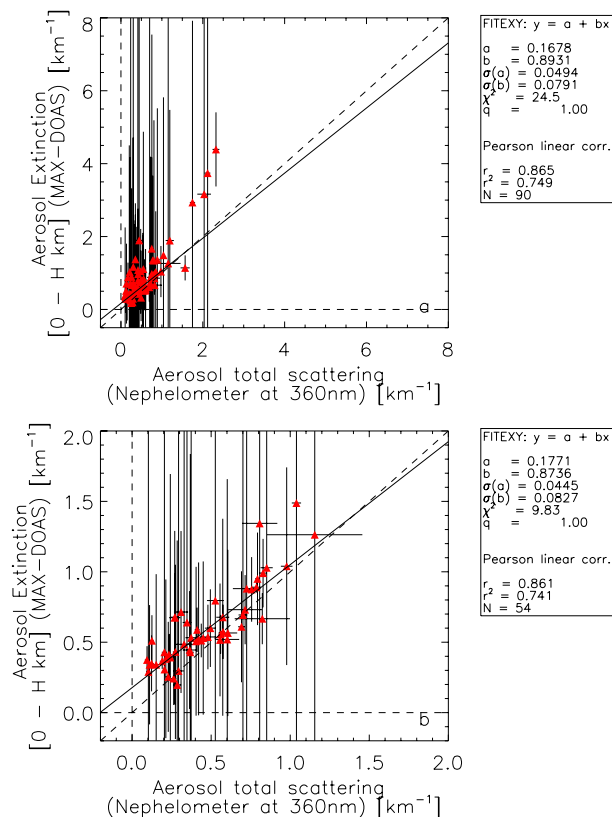 8
6
4
2
0
0
2
4
6
8
a
Aerosol Extinction
[0 – H km] (MAX–DOAS) [km⁻¹]
Aerosol total scattering
(Nephelometer at 360nm) [km⁻¹]
FITEXY: y = a + bx
a = 0.1678
b = 0.8931
σ(a) = 0.0494
σ(b) = 0.0791
χ² = 24.5
q = 1.00
Pearson linear corr.
r = 0.865
r² = 0.749
N = 90
2.0
1.5
1.0
0.5
0.0
0.0
0.5
1.0
1.5
2.0
b
Aerosol Extinction
[0 – H km] (MAX–DOAS) [km⁻¹]
Aerosol total scattering
(Nephelometer at 360nm) [km⁻¹]
FITEXY: y = a + bx
a = 0.1771
b = 0.8736
σ(a) = 0.0445
σ(b) = 0.0827
χ² = 9.83
q = 1.00
Pearson linear corr.
r = 0.861
r² = 0.741
N = 54